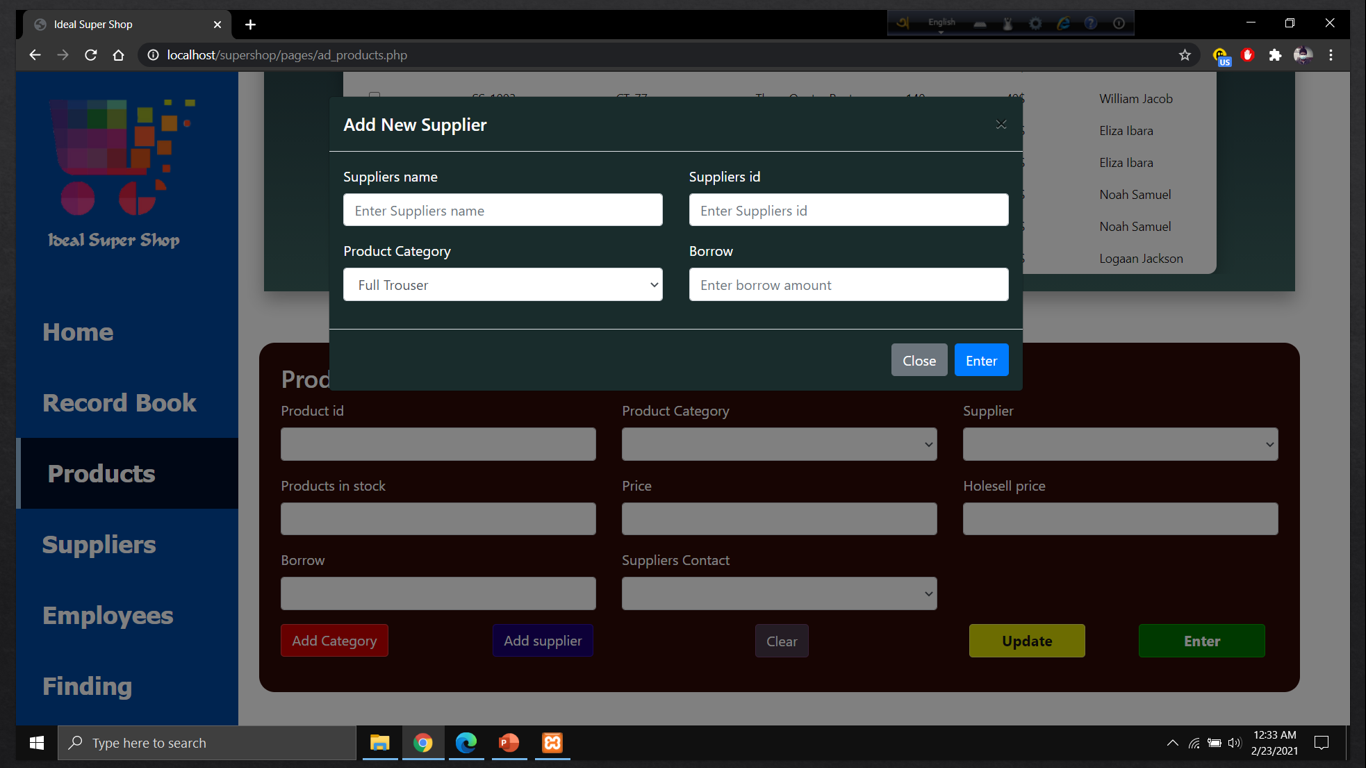 Ideal Super Shop
English
localhost/supershop/pages/ad_products.php
US
Ideal Super Shop
Home
Record Book
Products
Suppliers
Employees
Finding
William Jacob
Eliza Ibara
Eliza Ibara
Noah Samuel
Noah Samuel
Logaan Jackson
Add New Supplier
Suppliers name
Suppliers id
Enter Suppliers name
Enter Suppliers id
Product Category
Borrow
Full Trouser
Enter borrow amount
Close
Enter
Prod
Product id
Product Category
Supplier
Products in stock
Price
Holesell price
Borrow
Suppliers Contact
Add Category
Add supplier
Clear
Update
Enter
Type here to search
12:33 AM
2/23/2021